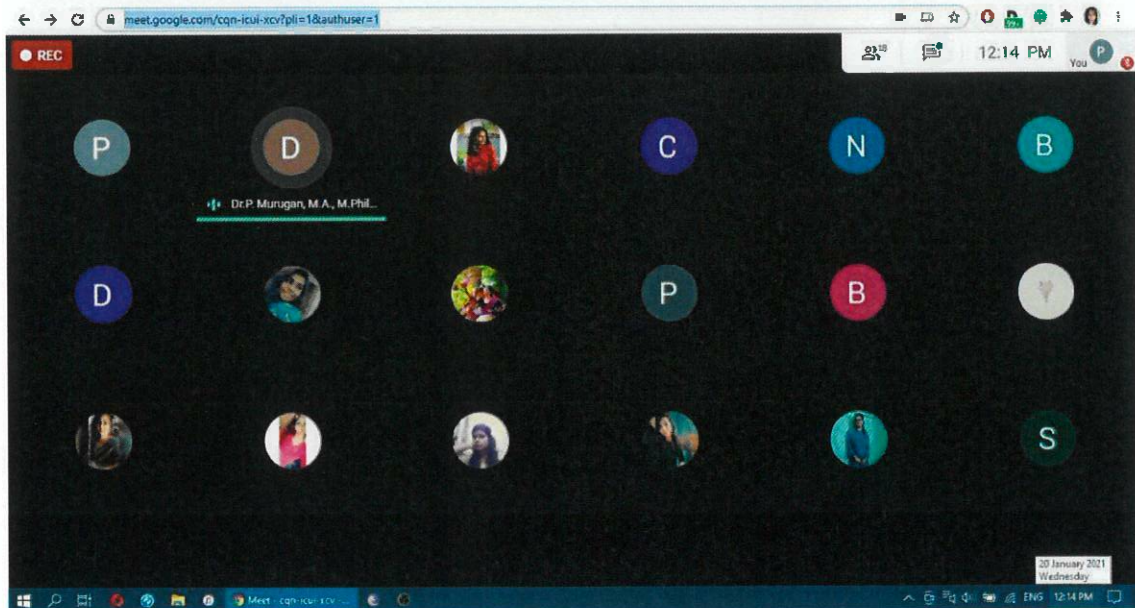 meet.google.com/cqn-icui-xcv?pli=1&authuser=1
REC
18
12:14 PM
You
P
P
D
C
N
B
Dr.P. Murugan, M.A., M.Phil...
D
P
B
S
20 January 2021
Wednesday
Meet - cqn-icui-xcv -...
ENG
12:14 PM